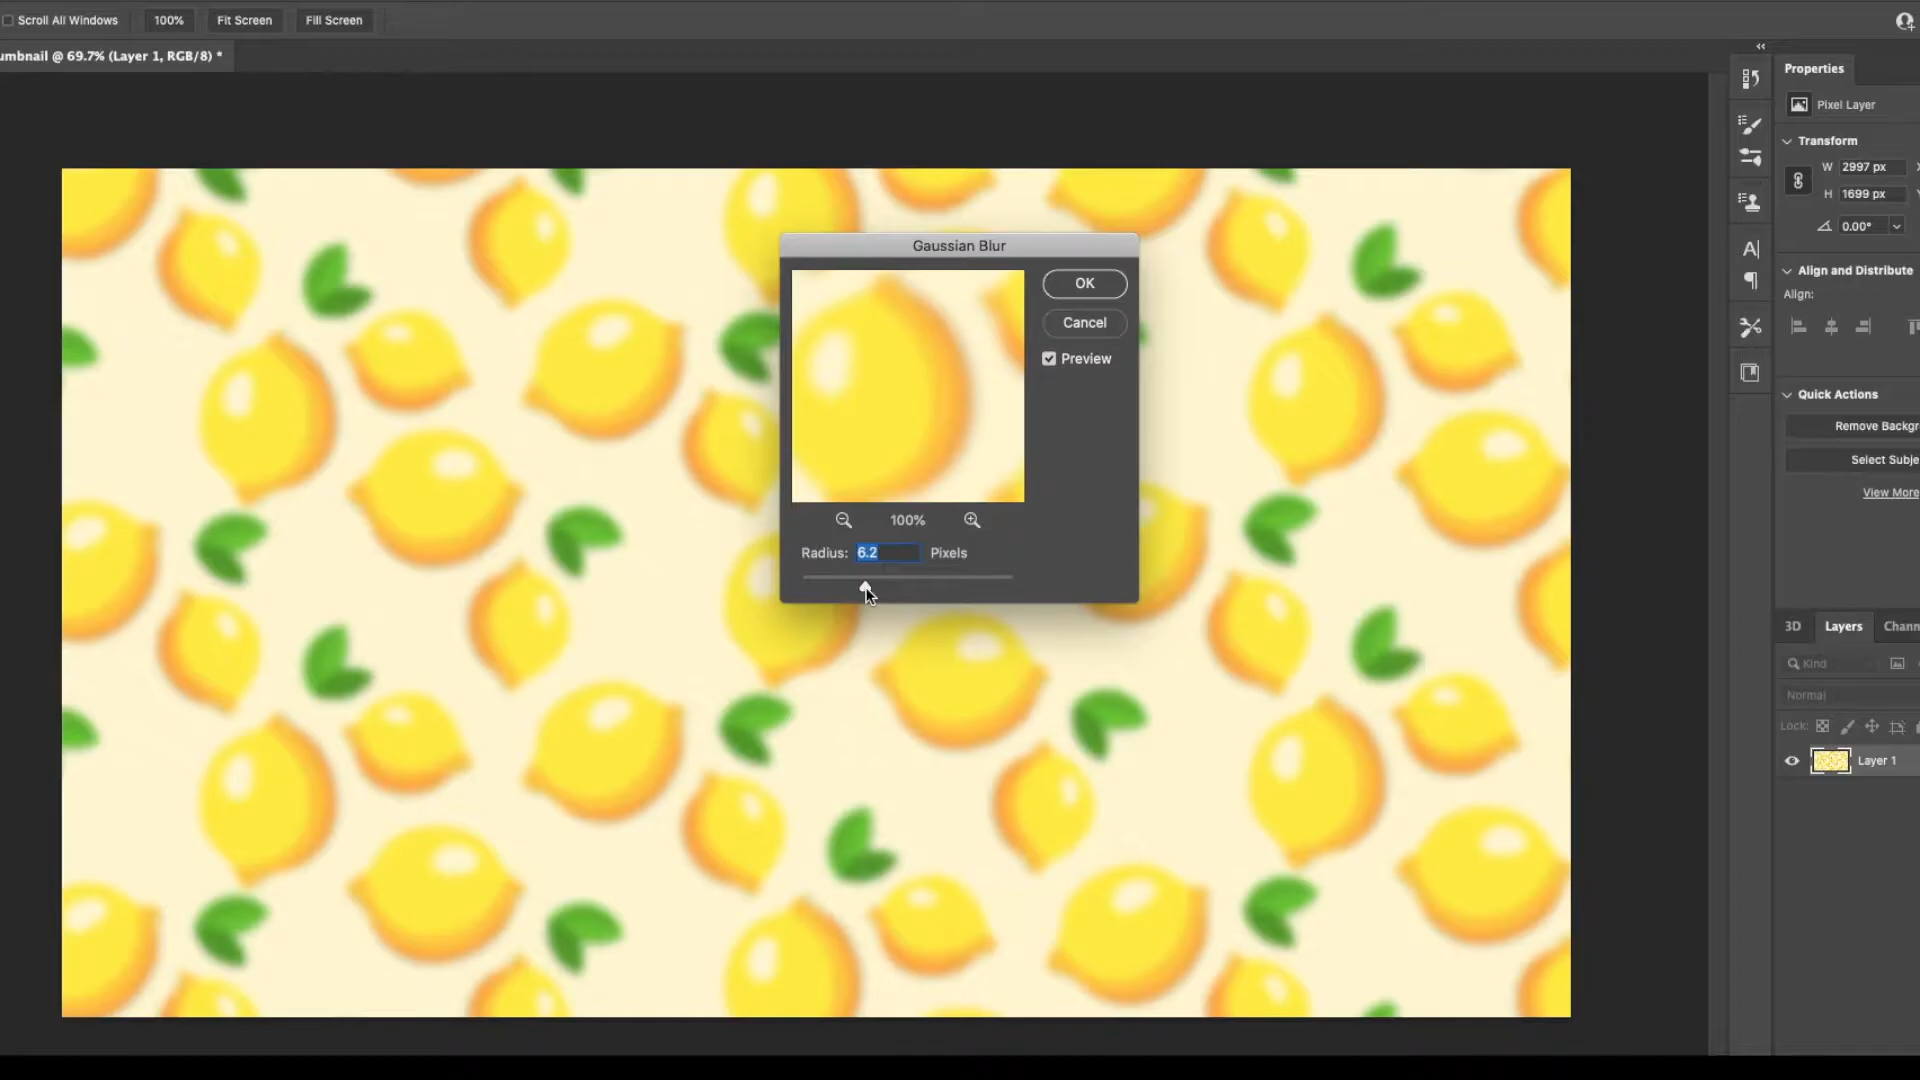 Scroll All Windows
100%
Fit Screen
Fill Screen
umbnail @ 69.7% (Layer 1, RGB/8) *
Properties
Pixel Layer
Transform
W 2997 px
H 1699 px
0.00°
Align and Distribute
Align:
Quick Actions
Remove Backgr
Select Subje
View More
Gaussian Blur
OK
Cancel
Preview
100%
Radius: 6.2 Pixels
3D
Layers
Chann
Kind
Normal
Lock:
Layer 1